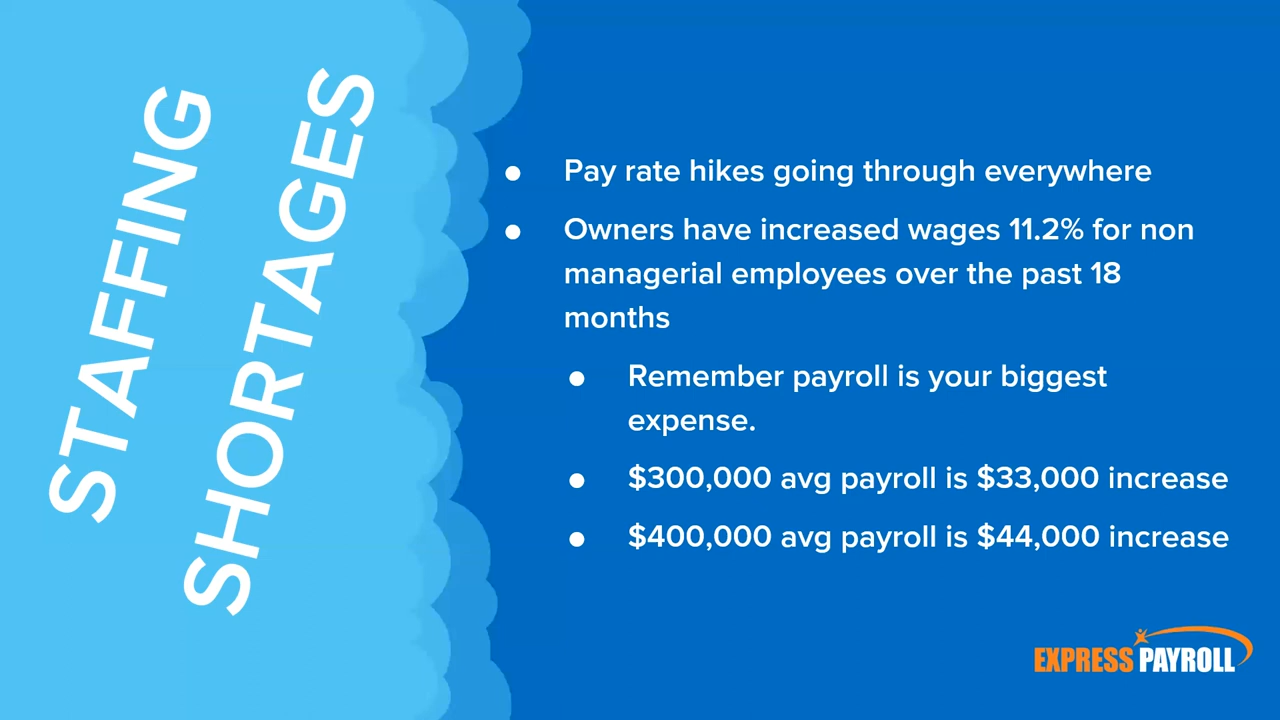 STAFFING
SHORTAGES
● Pay rate hikes going through everywhere
● Owners have increased wages 11.2% for non
managerial employees over the past 18
months
● Remember payroll is your biggest
expense.
● $300,000 avg payroll is $33,000 increase
● $400,000 avg payroll is $44,000 increase
EXPRESS PAYROLL